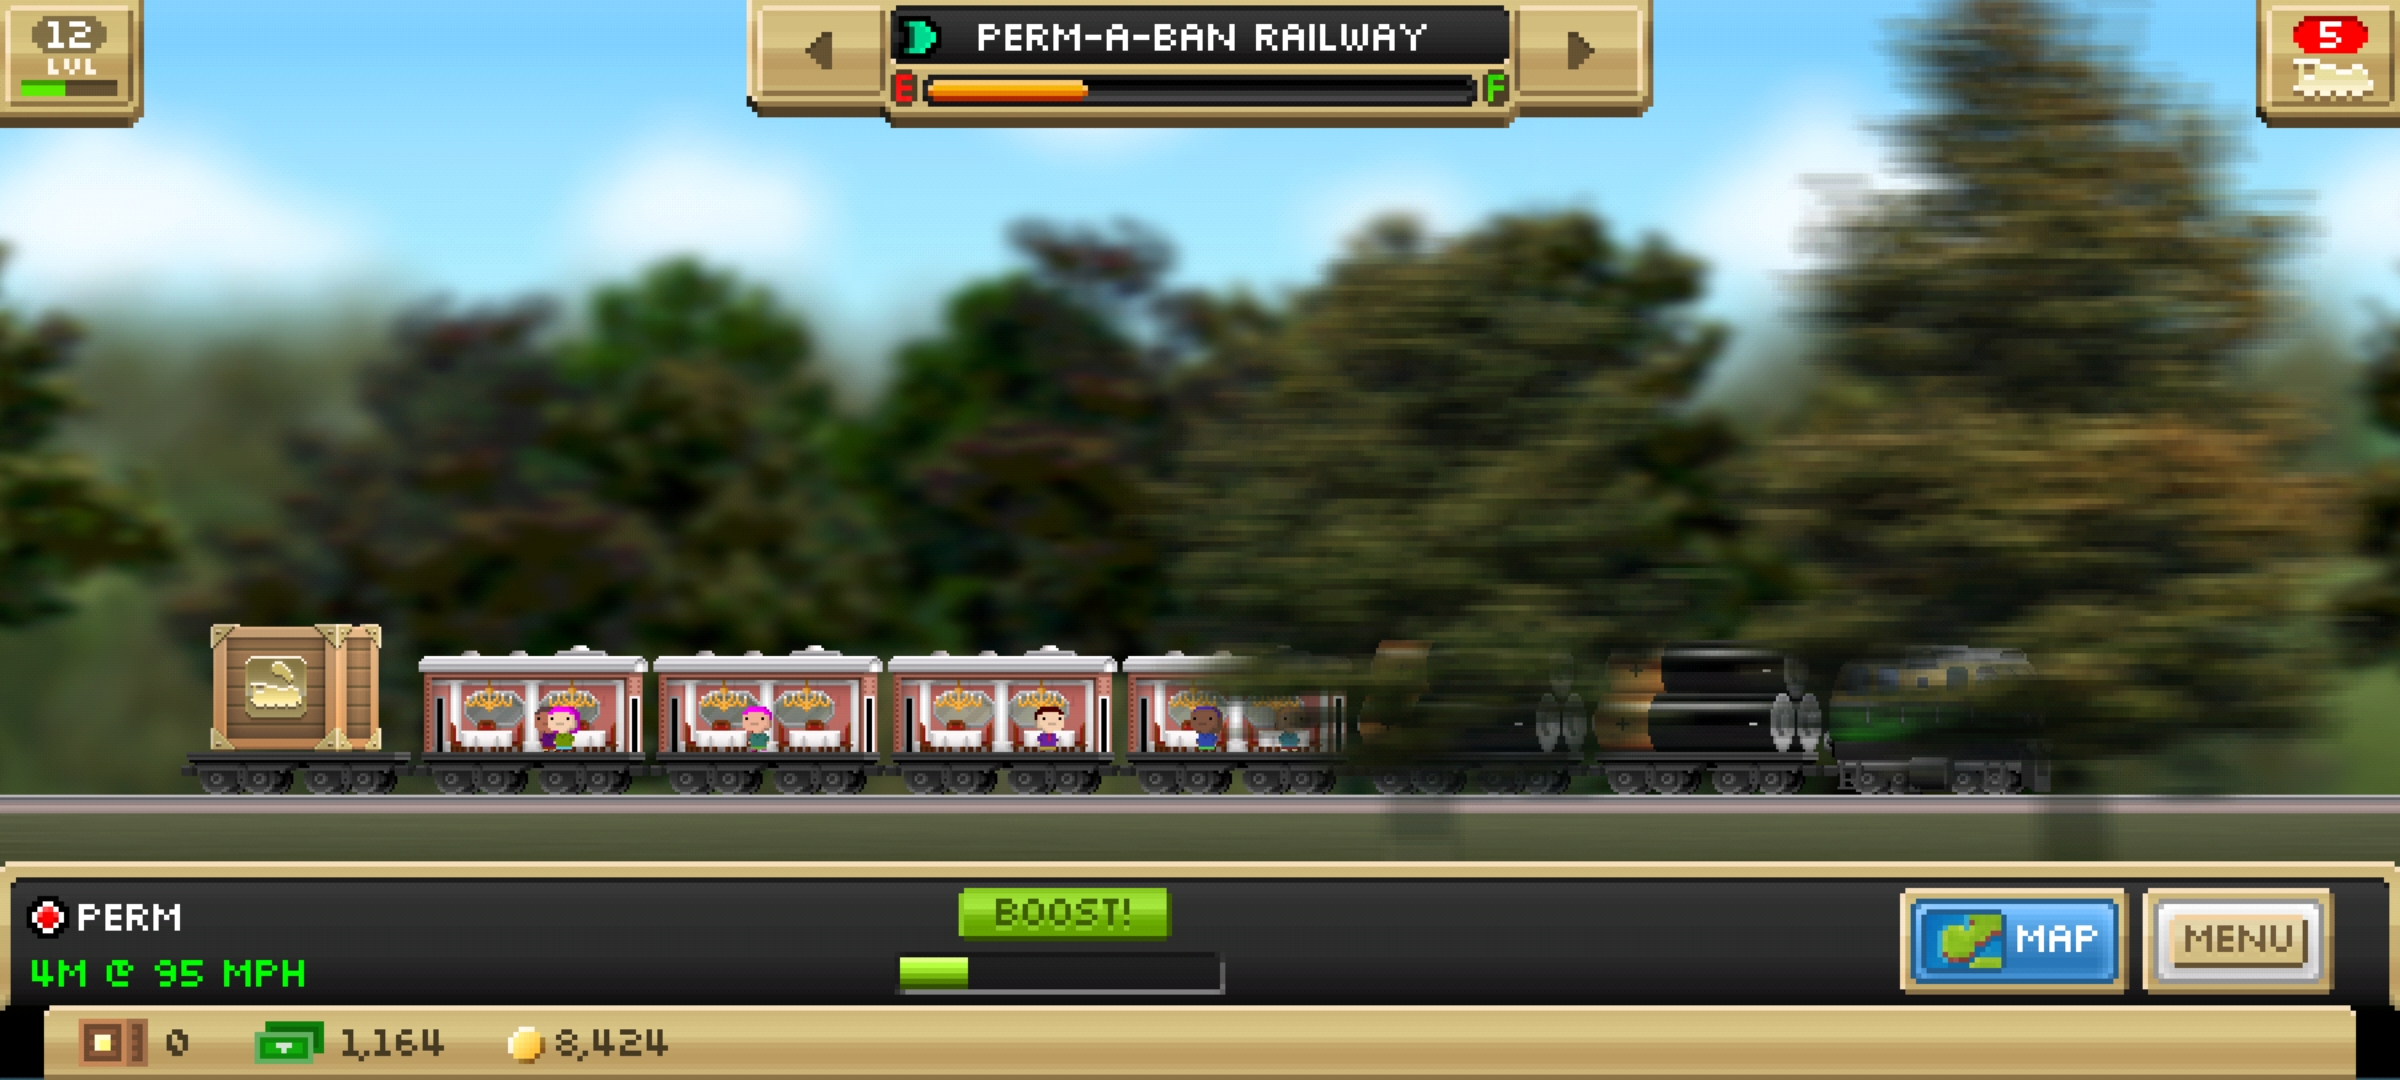 12
LVL
PERM-A-BAN RAILWAY
E F
5
PERM
4M @ 95 MPH
BOOST!
MAP
MENU
0 1,164 8,424